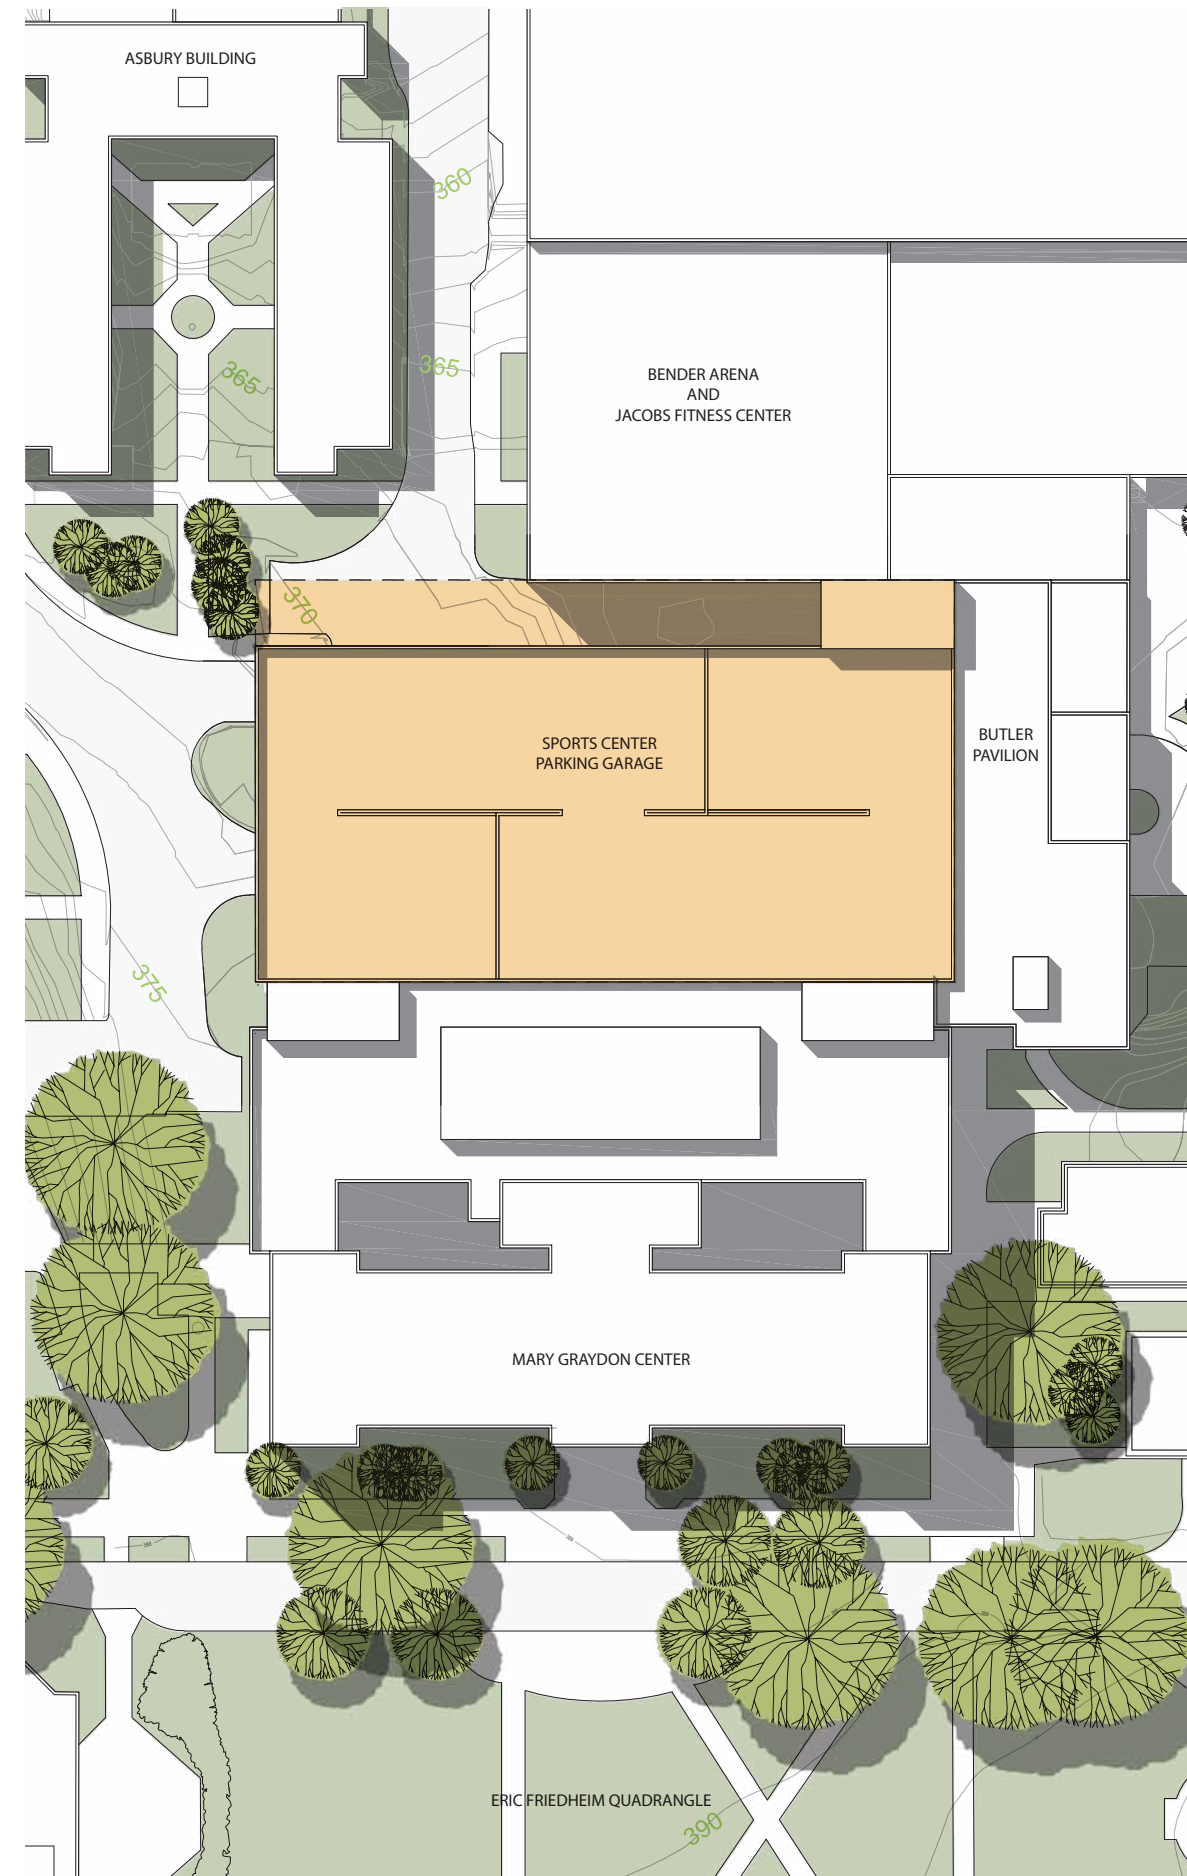 ASBURY BUILDING
360
365
365
BENDER ARENA
AND
JACOBS FITNESS CENTER
370
SPORTS CENTER
PARKING GARAGE
BUTLER
PAVILION
375
MARY GRAYDON CENTER
ERIC FRIEDHEIM QUADRANGLE
390